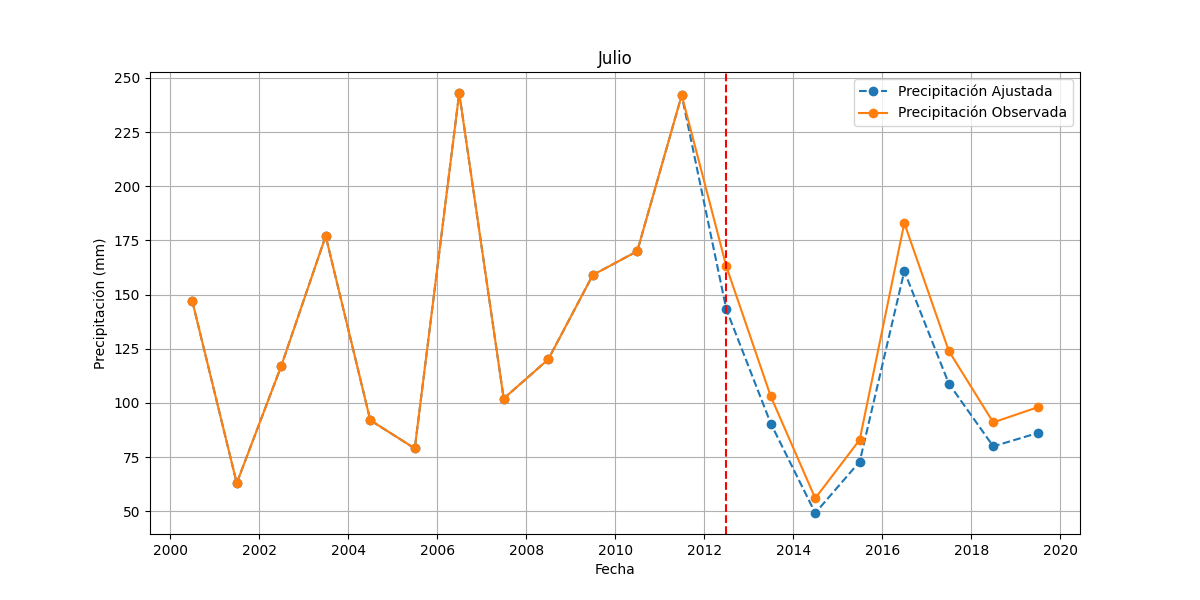 Julio
Precipitación Ajustada
Precipitación Observada
Precipitación (mm)
250
225
200
175
150
125
100
75
50
2000 2002 2004 2006 2008 2010 2012 2014 2016 2018 2020
Fecha